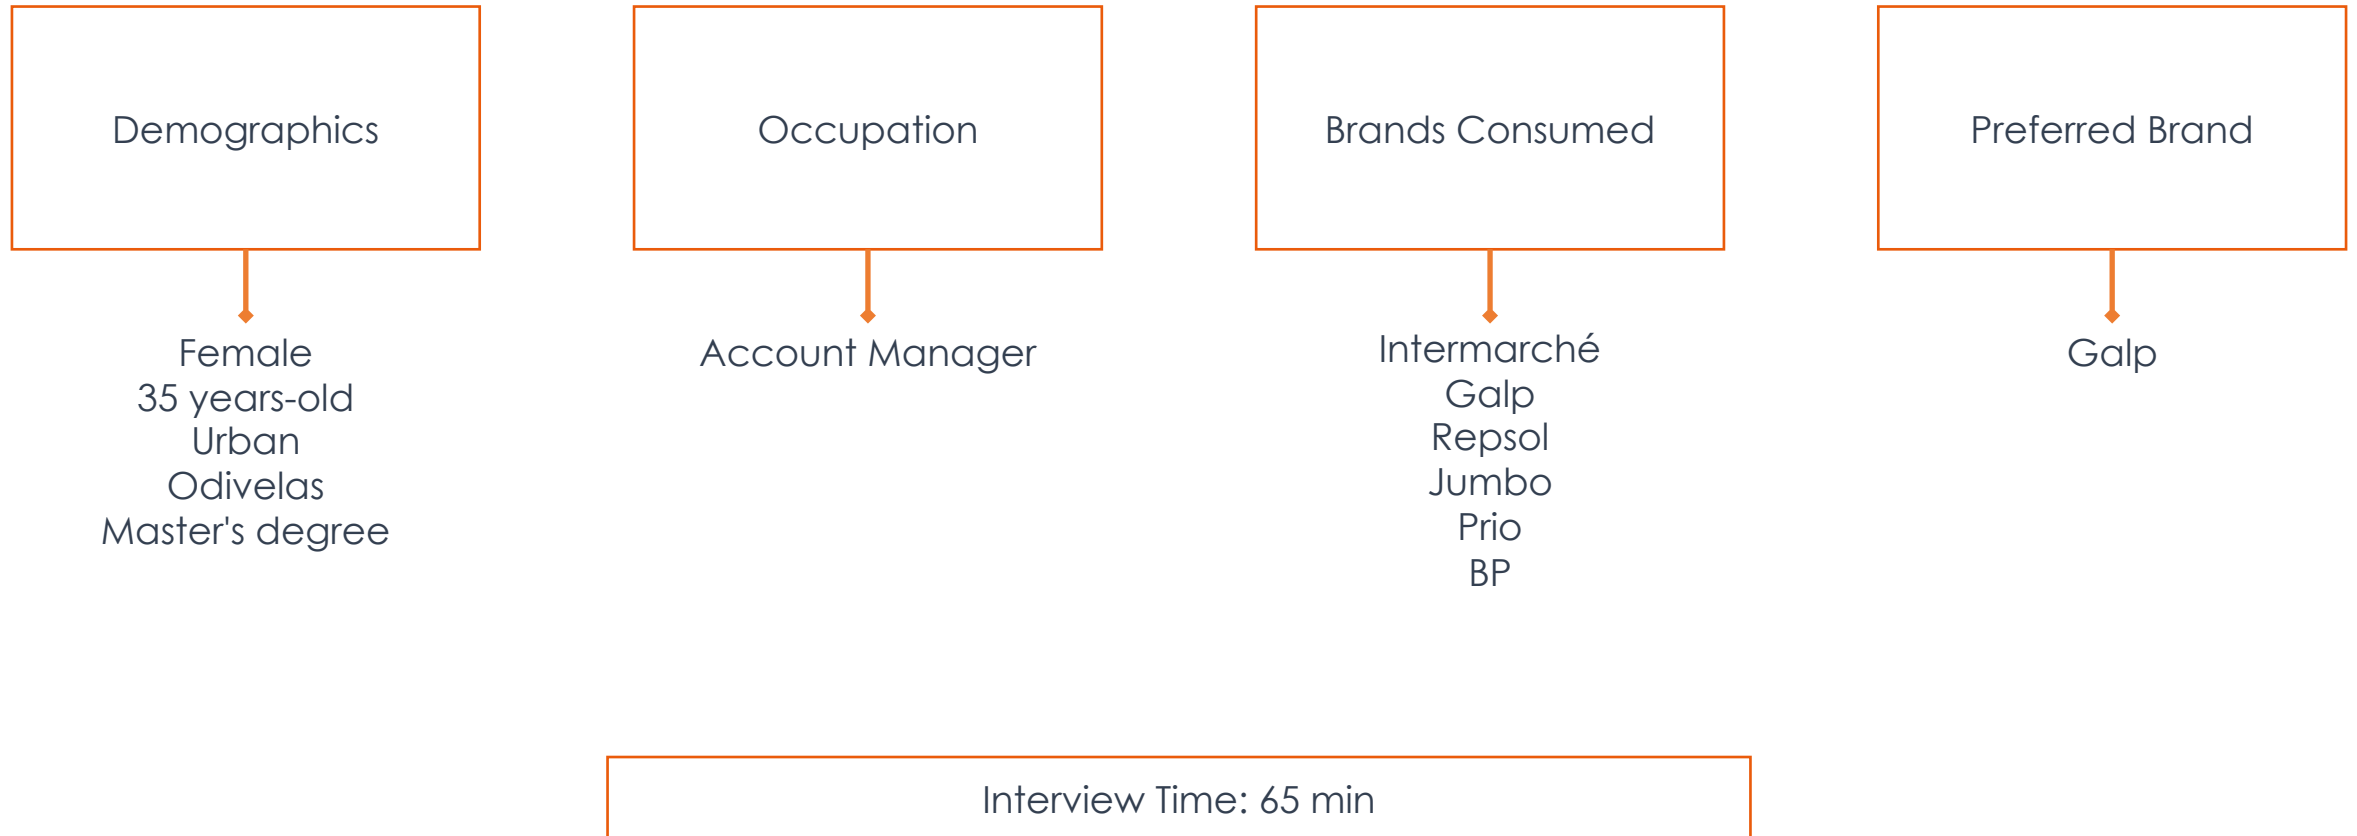 Demographics
Occupation
Brands Consumed
Preferred Brand
Female
35 years-old
Urban
Odivelas
Master's degree
Account Manager
Intermarché
Galp
Repsol
Jumbo
Prio
BP
Galp
Interview Time: 65 min